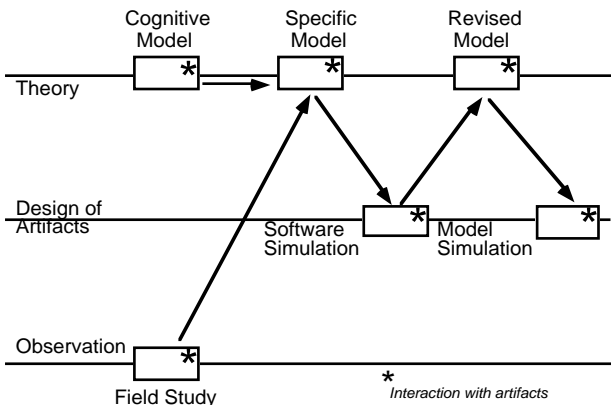 Cognitive
Model
Specific
Model
Revised
Model
*
*
*
Theory
Design of
Artifacts
Software
Simulation
*
Model
Simulation
*
Observation
*
Field Study
* Interaction with artifacts